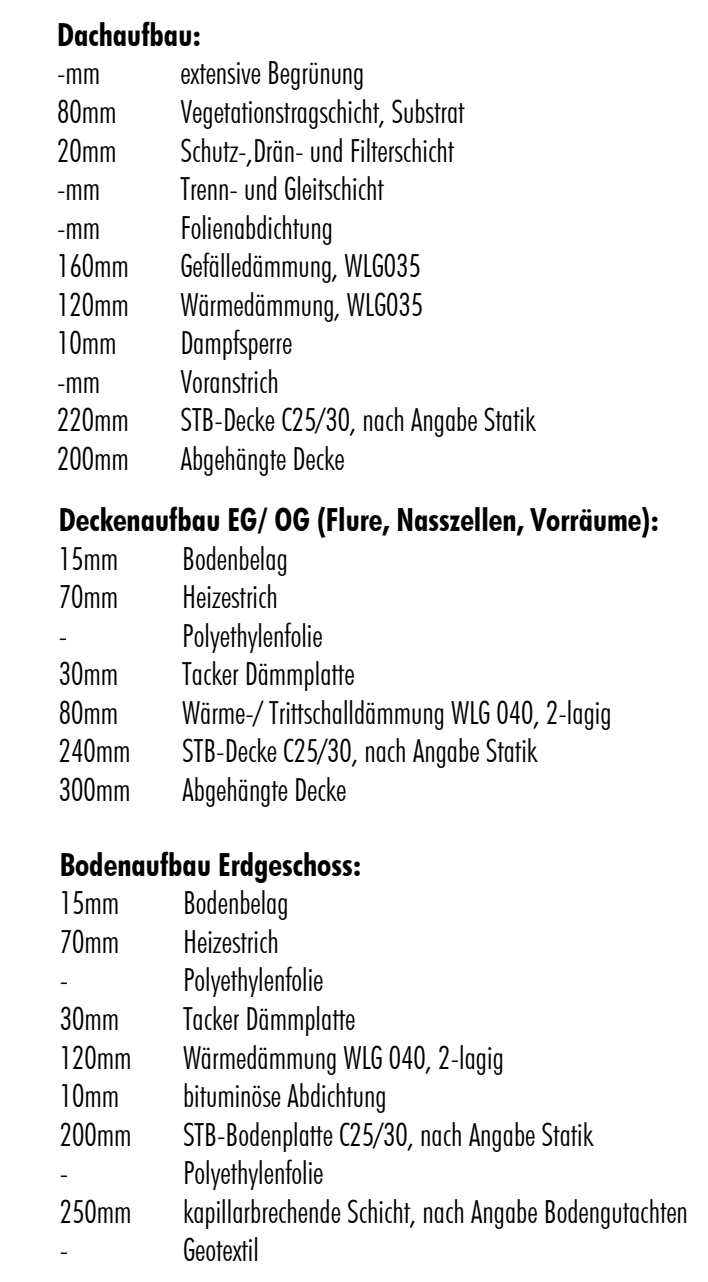 Dachaufbau:
-mm extensive Begrünung
80mm Vegetationstragschicht, Substrat
20mm Schutz-,Drän- und Filterschicht
-mm Trenn- und Gleitschicht
-mm Folienabdichtung
160mm Gefälledämmung, WLG035
120mm Wärmedämmung, WLG035
10mm Dampfsperre
-mm Voranstrich
220mm STB-Decke C25/30, nach Angabe Statik
200mm Abgehängte Decke
Deckenaufbau EG/ OG (Flure, Nasszellen, Vorräume):
15mm Bodenbelag
70mm Heizestrich
- Polyethylenfolie
30mm Tacker Dämmplatte
80mm Wärme-/ Trittschalldämmung WLG 040, 2-lagig
240mm STB-Decke C25/30, nach Angabe Statik
300mm Abgehängte Decke
Bodenaufbau Erdgeschoss:
15mm Bodenbelag
70mm Heizestrich
- Polyethylenfolie
30mm Tacker Dämmplatte
120mm Wärmedämmung WLG 040, 2-lagig
10mm bituminöse Abdichtung
200mm STB-Bodenplatte C25/30, nach Angabe Statik
- Polyethylenfolie
250mm kapillarbrechende Schicht, nach Angabe Bodengutachten
- Geotextil